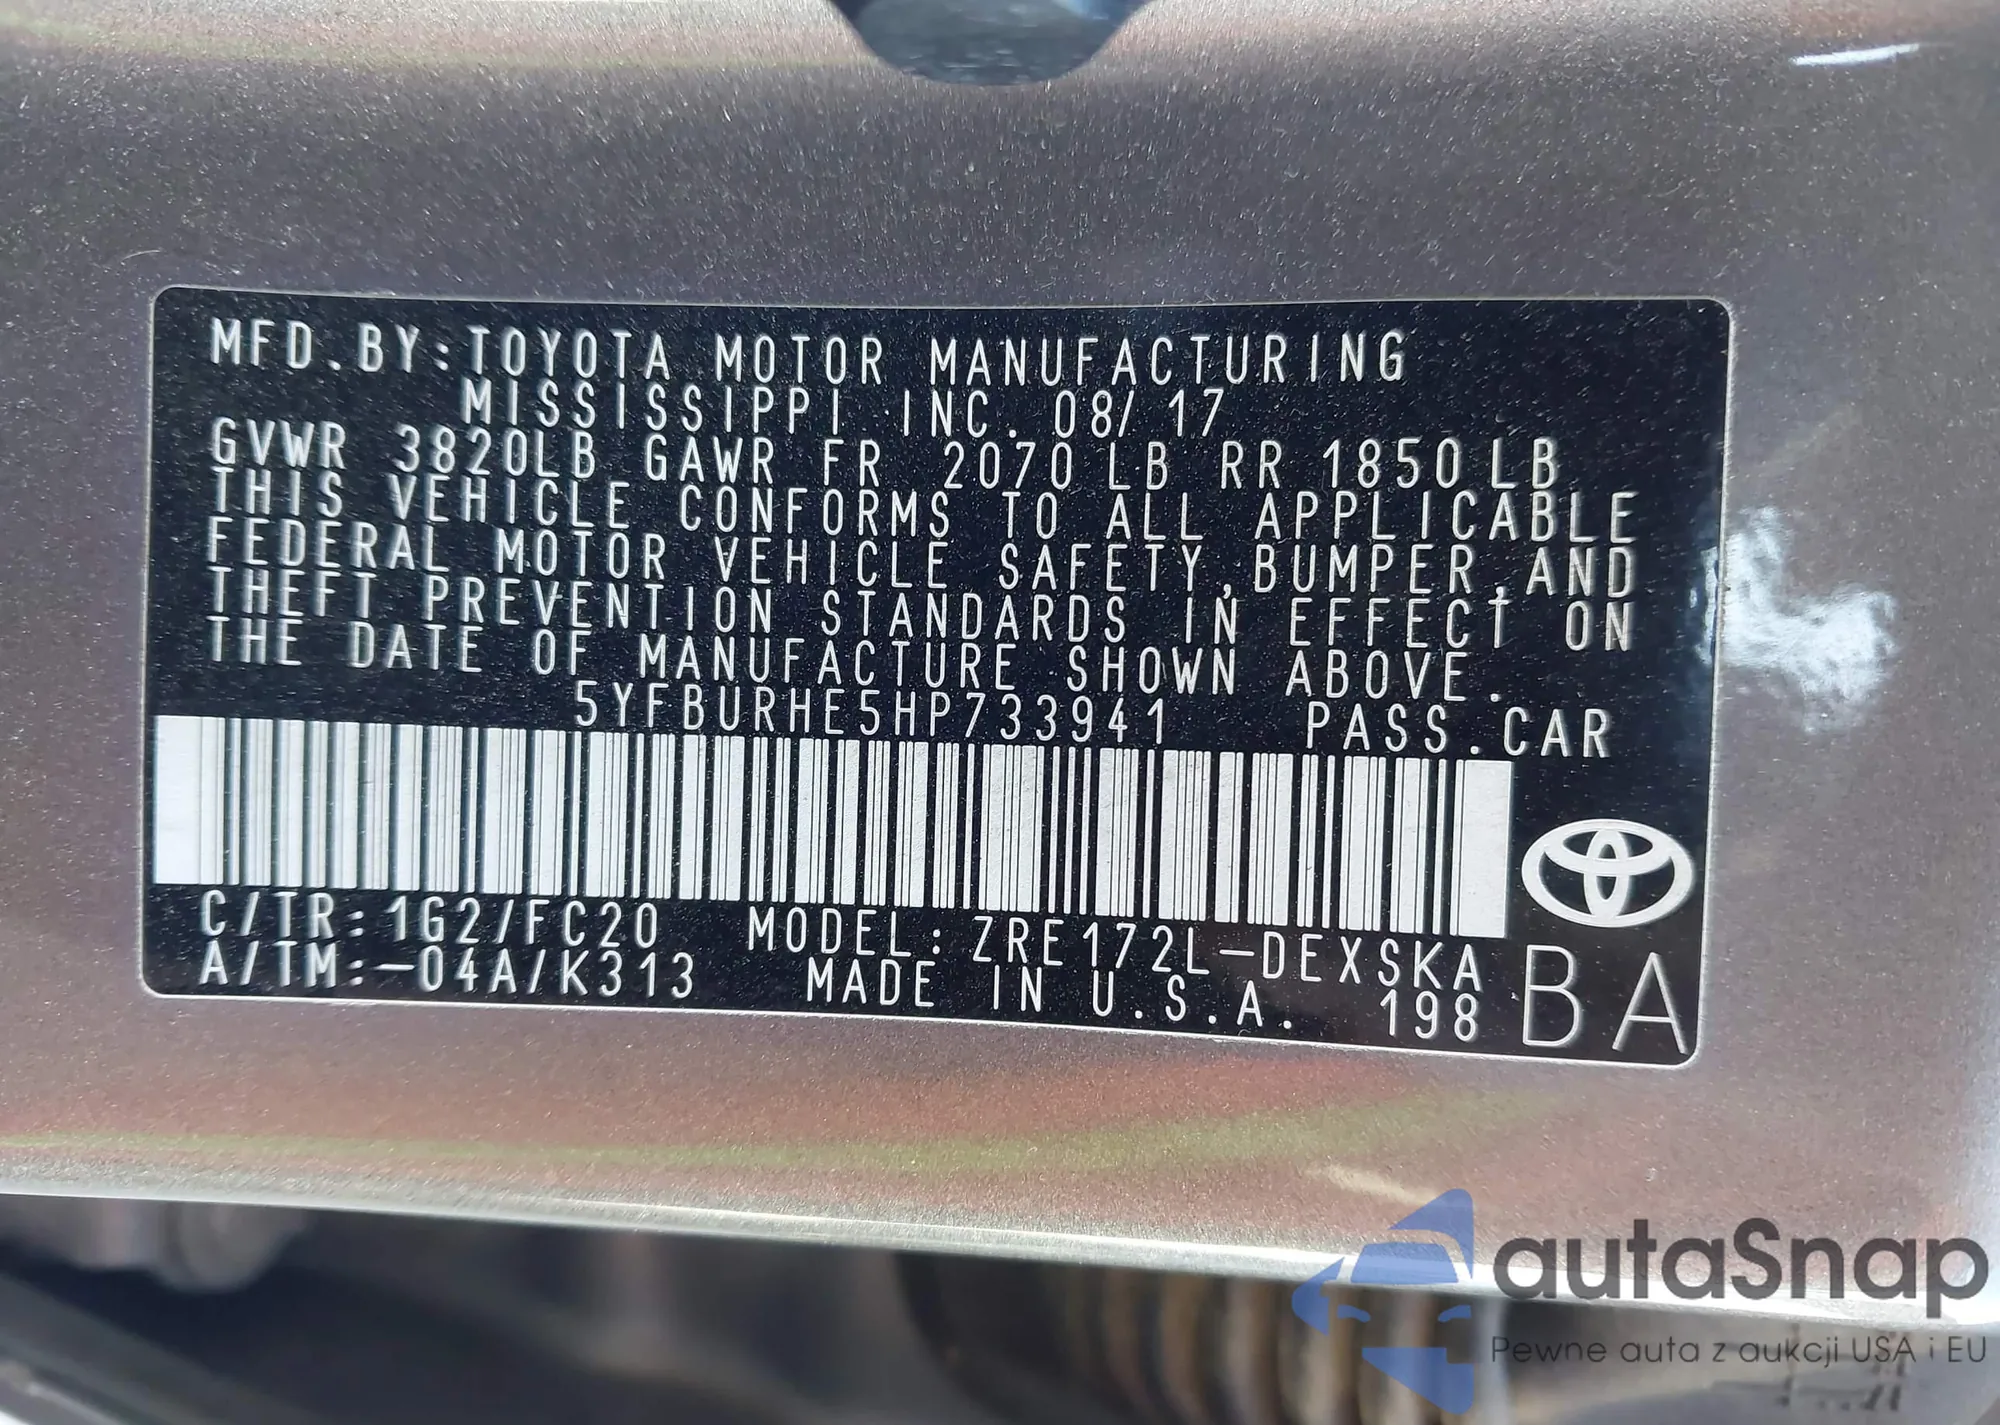 MFD.BY:TOYOTA MOTOR MANUFACTURING
MISSISSIPPI INC. 08/17
GVWR 3820LB GAWR FR 2070LB RR 1850LB
THIS VEHICLE CONFORMS TO ALL APPLICABLE
FEDERAL MOTOR VEHICLE SAFETY,BUMPER,AND
THEFT PREVENTION STANDARDS IN EFFECT ON
THE DATE OF MANUFACTURE SHOWN ABOVE.
5YFBURHE5HP733941 PASS.CAR
C/TR:1G2/FC20 MODEL:ZRE172L-DEXSKA
A/TM:-04A/K313 MADE IN U.S.A. 198
BA
autaSnap
Pewne auta z aukcji USA i EU